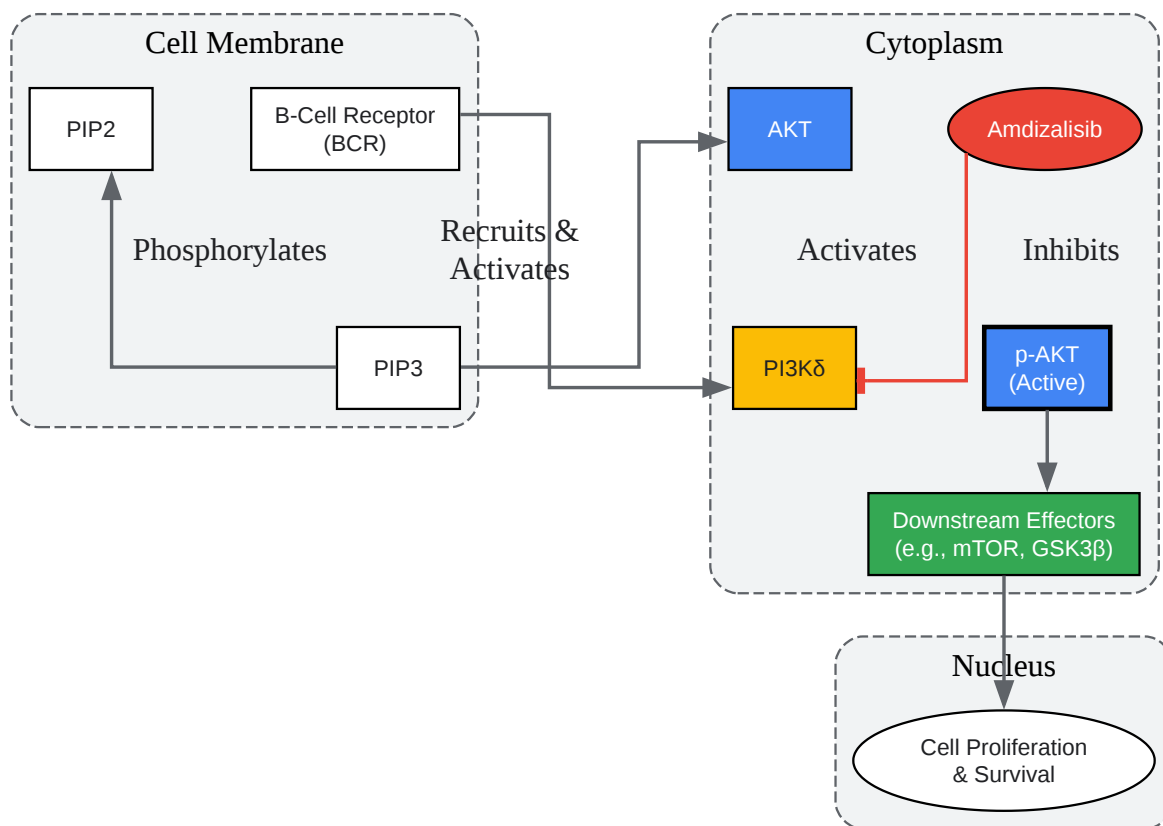 Cell Membrane
Cytoplasm
PIP2
B-Cell Receptor
(BCR)
AKT
Amdizalisib
Phosphorylates
Recruits &
Activates
Activates
Inhibits
PIP3
PI3Kδ
p-AKT
(Active)
Downstream Effectors
(e.g., mTOR, GSK3β)
Nucleus
Cell Proliferation
& Survival